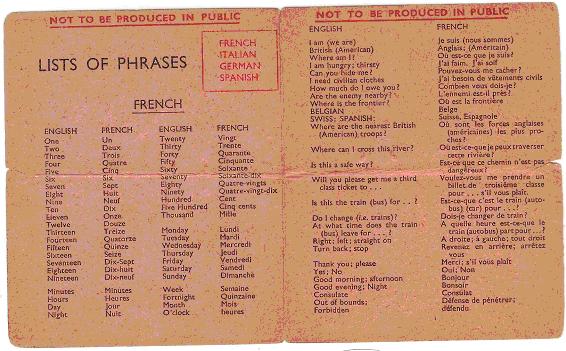 NOT TO BE PRODUCED IN PUBLIC
LISTS OF PHRASES
FRENCH
ITALIAN
GERMAN
SPANISH
FRENCH
ENGLISH FRENCH ENGLISH FRENCH
One Un Twenty Vingt
Two Deux Thirty Trente
Three Trois Forty Quarante
Four Quatre Fifty Cinquante
Five Cinq Sixty Soixante
Six Six Seventy Soixante-dix
Seven Sept Eighty Quatre-vingts
Eight Huit Ninety Quatre-vingt-dix
Nine Neuf Hundred Cent
Ten Dix Five Hundred Cinq cents
Eleven Onze Thousand Mille
Twelve Douze
Thirteen Treize Monday Lundi
Fourteen Quatorze Tuesday Mardi
Fifteen Quinze Wednesday Mercredi
Sixteen Seize Thursday Jeudi
Seventeen Dix-Sept Friday Vendredi
Eighteen Dix-huit Saturday Samedi
Nineteen Dix-neuf Sunday Dimanche
Minutes Minutes Week Semaine
Hours Heures Fortnight Quinzaine
Day Jour Month Mois
Night Nuit O'clock heures
NOT TO BE PRODUCED IN PUBLIC
ENGLISH FRENCH
I am (we are) Je suis (nous sommes)
British (American) Anglais; (Américain)
Where am I? Où est-ce que je suis?
I am hungry; thirsty J'ai faim. J'ai soif
Can you hide me? Pouvez-vous me cacher?
I need civilian clothes J'ai besoin de vêtements civils
How much do I owe you? Combien vous dois-je?
Are the enemy nearby? L'ennemi est-il près?
Where is the frontier? Où est la frontière
BELGIAN Belge
SWISS; SPANISH; Suisse, Espagnole
Where are the nearest British Où sont les forces anglaises
(American) troops? (américaines) les plus pro-
ches?
Where can I cross this river? Où est-ce-que je peux traverser
cette rivière?
Is this a safe way? Est-ce que ce chemin n'est pas
dangereux?
Will you please get me a third Voulez-vous me prendre un
class ticket to . . . billet de troisième classe
pour . . . s'il vous plaît.
Is this the train (bus) for . . . ? Est-ce-que c'est le train (auto-
bus) (car) pour . . . ?
Do I change (i.e. trains)? Dois-je changer de train?
At what time does the train A quelle heure est-ce-que le
(bus) leave for . . . ? train (autobus) part pour . . . ?
Right; left; straight on A droite; à gauche; tout droit
Turn back; stop Revenez en arrière; arrêtez
vous
Thank you; please Merci; s'il vous plaît
Yes; No Oui; Non
Good morning; afternoon Bonjour
Good evening; Night Bonsoir
Consulate Consulat
Out of bounds; Défense de pénétrer;
Forbidden défendu